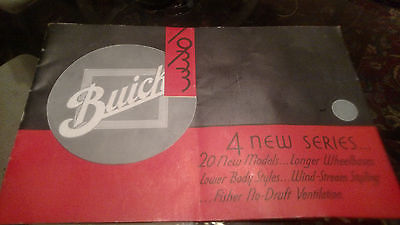 Buick
1933
4 New Series...
20 New Models...Longer Wheelbases
Lower Body Styles...Wind-Stream Styling
...Fisher No-Draft Ventilation